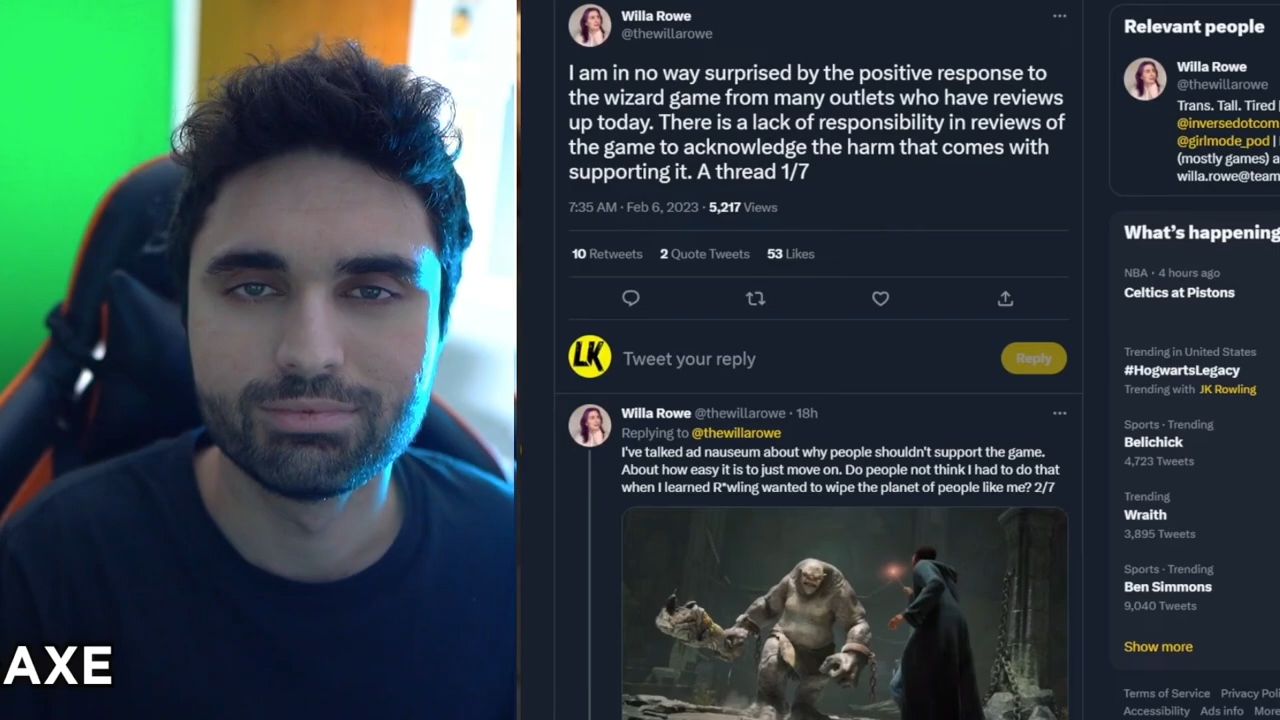 Willa Rowe
@thewillarowe
I am in no way surprised by the positive response to
the wizard game from many outlets who have reviews
up today. There is a lack of responsibility in reviews of
the game to acknowledge the harm that comes with
supporting it. A thread 1/7
7:35 AM · Feb 6, 2023 · 5,217 Views
10 Retweets 2 Quote Tweets 53 Likes
LK
Tweet your reply
Reply
Willa Rowe @thewillarowe · 18h
Replying to @thewillarowe
I've talked ad nauseum about why people shouldn't support the game.
About how easy it is to just move on. Do people not think I had to do that
when I learned R*wling wanted to wipe the planet of people like me? 2/7
Relevant people
Willa Rowe
@thewillarowe
Trans. Tall. Tired
@inversedotcom
@girlmode_pod |
(mostly games) a
willa.rowe@team
What's happening
NBA · 4 hours ago
Celtics at Pistons
Trending in United States
#HogwartsLegacy
Trending with JK Rowling
Sports · Trending
Belichick
4,723 Tweets
Trending
Wraith
3,895 Tweets
Sports · Trending
Ben Simmons
9,040 Tweets
Show more
Terms of Service Privacy Poli
Accessibility Ads info More
AXE